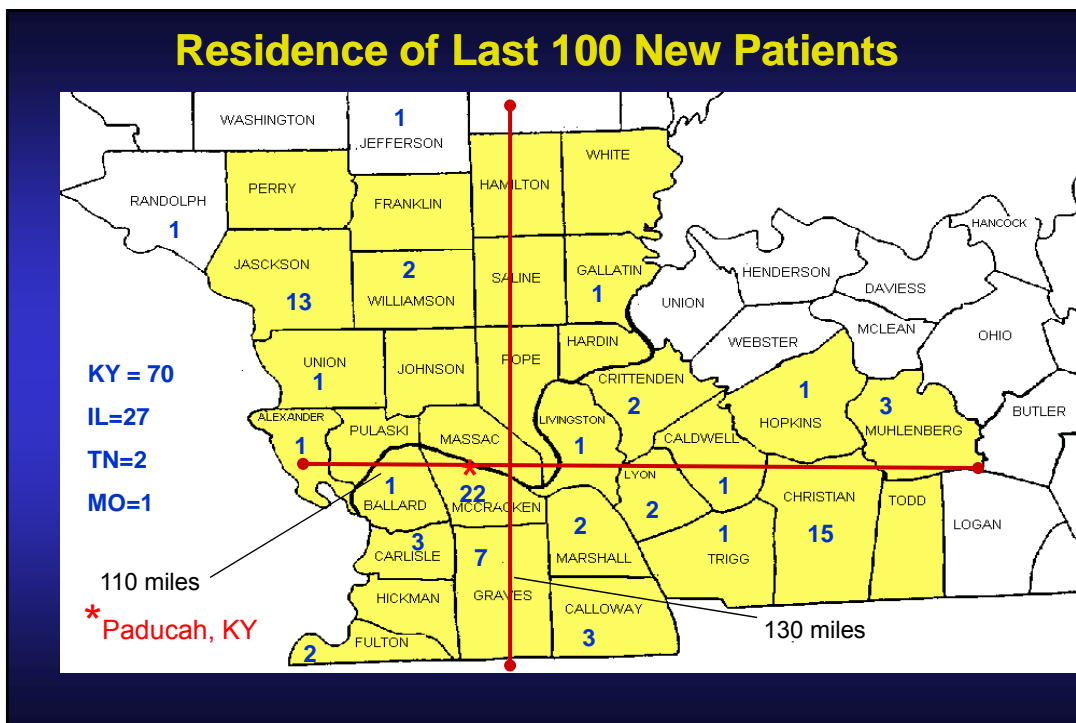 Residence of Last 100 New Patients
WASHINGTON
1
JEFFERSON
WHITE
PERRY
HAMILTON
RANDOLPH
1
FRANKLIN
HANCOCK
JASCKSON
13
2
WILLIAMSON
SALINE
GALLATIN
1
HENDERSON
UNION
DAVIESS
MCLEAN
OHIO
WEBSTER
HARDIN
POPE
UNION
1
JOHNSON
CRITTENDEN
2
1
HOPKINS
3
MUHLENBERG
BUTLER
KY = 70
IL=27
TN=2
MO=1
ALEXANDER
1
PULASKI
MASSAC
LIVINGSTON
1
CALDWELL
1
LYON
2
*
22
MCCRACKEN
1
BALLARD
CHRISTIAN
15
TODD
LOGAN
3
CARLISLE
7
GRAVES
2
MARSHALL
1
TRIGG
110 miles
HICKMAN
CALLOWAY
3
130 miles
*Paducah, KY
FULTON
2